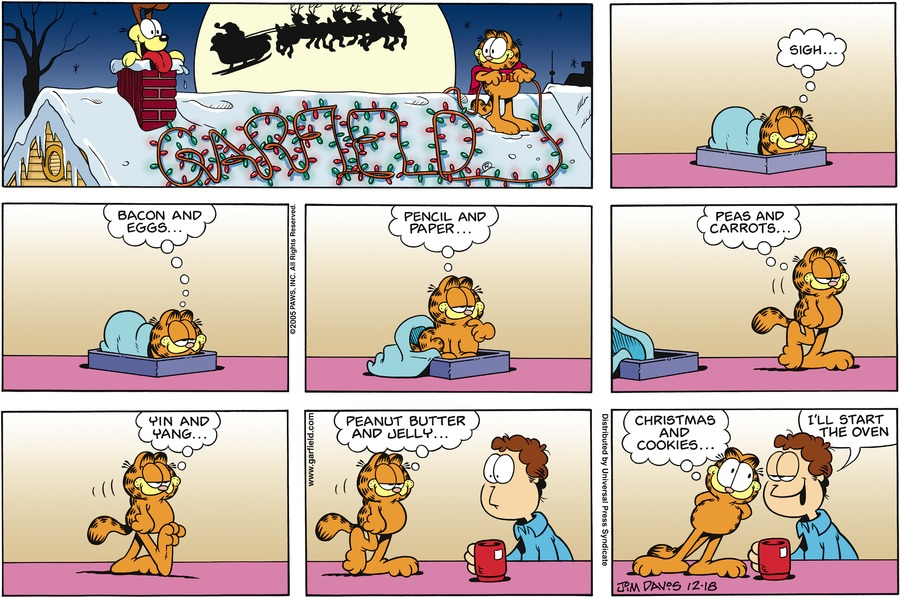 GARFIELD
®
SIGH...
BACON AND
EGGS...
©2005 PAWS, INC. All Rights Reserved.
PENCIL AND
PAPER...
PEAS AND
CARROTS...
YIN AND
YANG...
www.garfield.com
PEANUT BUTTER
AND JELLY...
Distributed by Universal Press Syndicate
CHRISTMAS
AND
COOKIES...
I'LL START
THE OVEN
JIM DAVIS 12-18